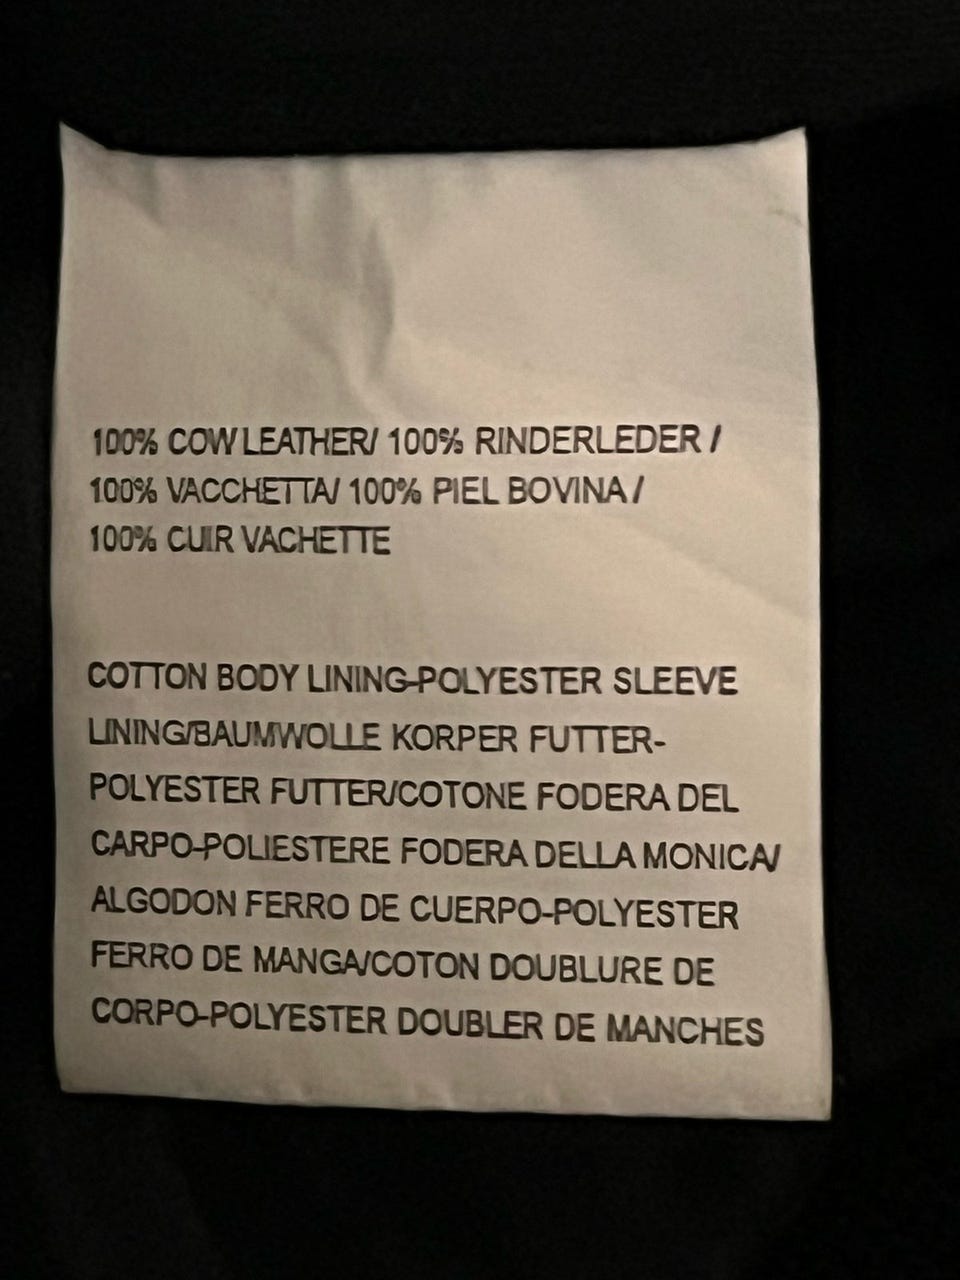 100% COW LEATHER/ 100% RINDERLEDER /
100% VACCHETTA/ 100% PIEL BOVINA /
100% CUIR VACHETTE
COTTON BODY LINING-POLYESTER SLEEVE
LINING/BAUMWOLLE KORPER FUTTER-
POLYESTER FUTTER/COTONE FODERA DEL
CARPO-POLIESTERE FODERA DELLA MONICA/
ALGODON FERRO DE CUERPO-POLYESTER
FERRO DE MANGA/COTON DOUBLURE DE
CORPO-POLYESTER DOUBLER DE MANCHES